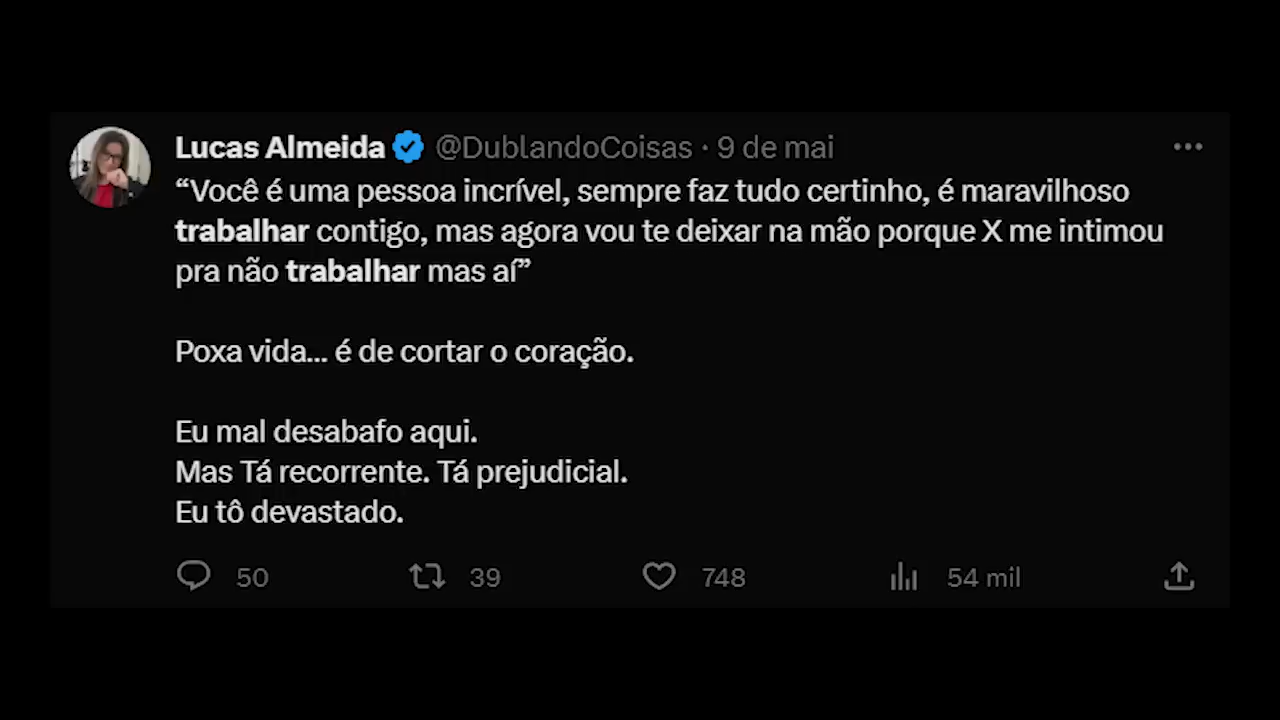 Lucas Almeida @DublandoCoisas · 9 de mai
“Você é uma pessoa incrível, sempre faz tudo certinho, é maravilhoso
trabalhar contigo, mas agora vou te deixar na mão porque X me intimou
pra não trabalhar mas aí”
Poxa vida... é de cortar o coração.
Eu mal desabafo aqui.
Mas Tá recorrente. Tá prejudicial.
Eu tô devastado.
50 39 748 54 mil